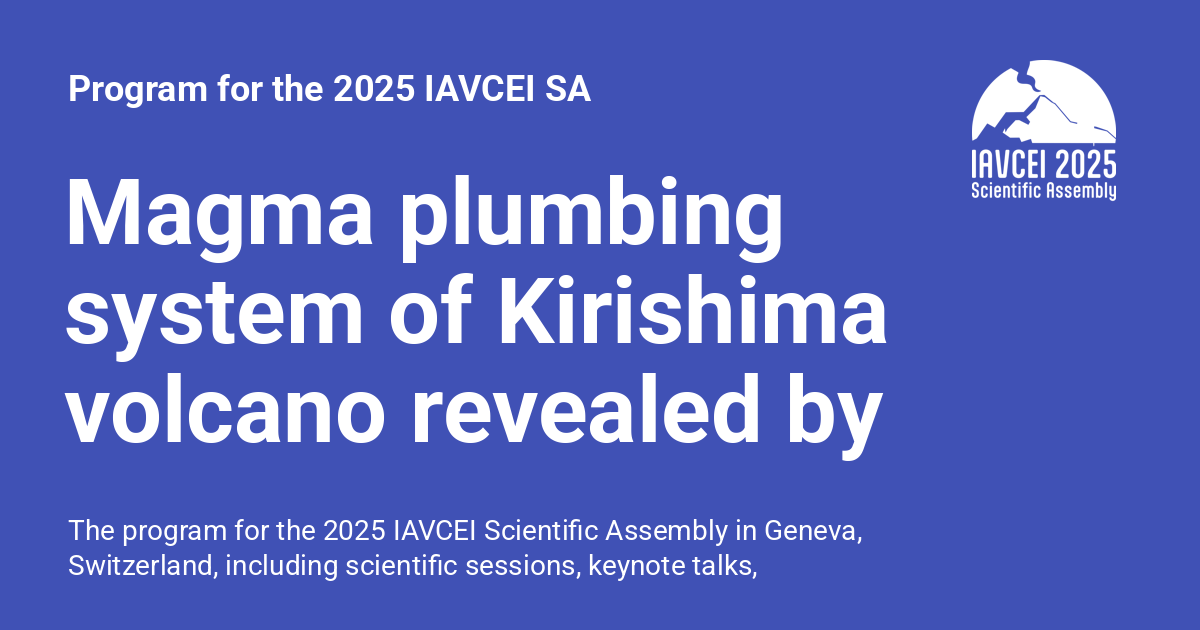 Program for the 2025 IAVCEI SA
IAVCEI 2025
Scientific Assembly
Magma plumbing
system of Kirishima
volcano revealed by
The program for the 2025 IAVCEI Scientific Assembly in Geneva,
Switzerland, including scientific sessions, keynote talks,